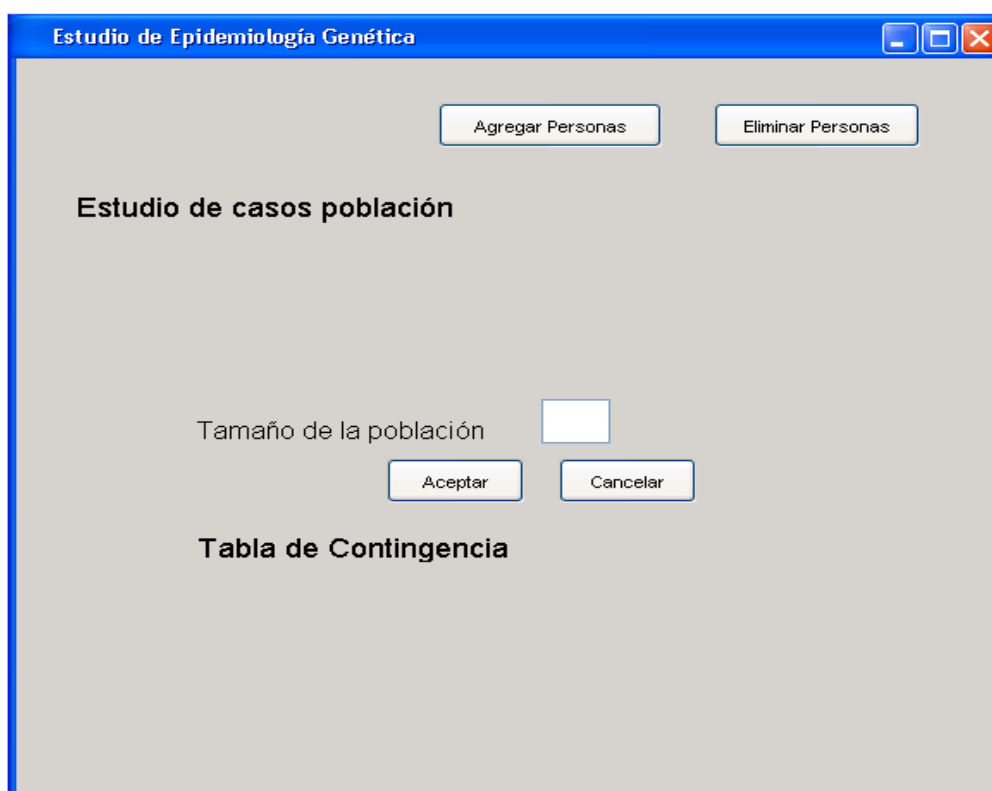 Estudio de Epidemiología Genética
Agregar Personas Eliminar Personas
Estudio de casos población
Tamaño de la población
Aceptar Cancelar
Tabla de Contingencia